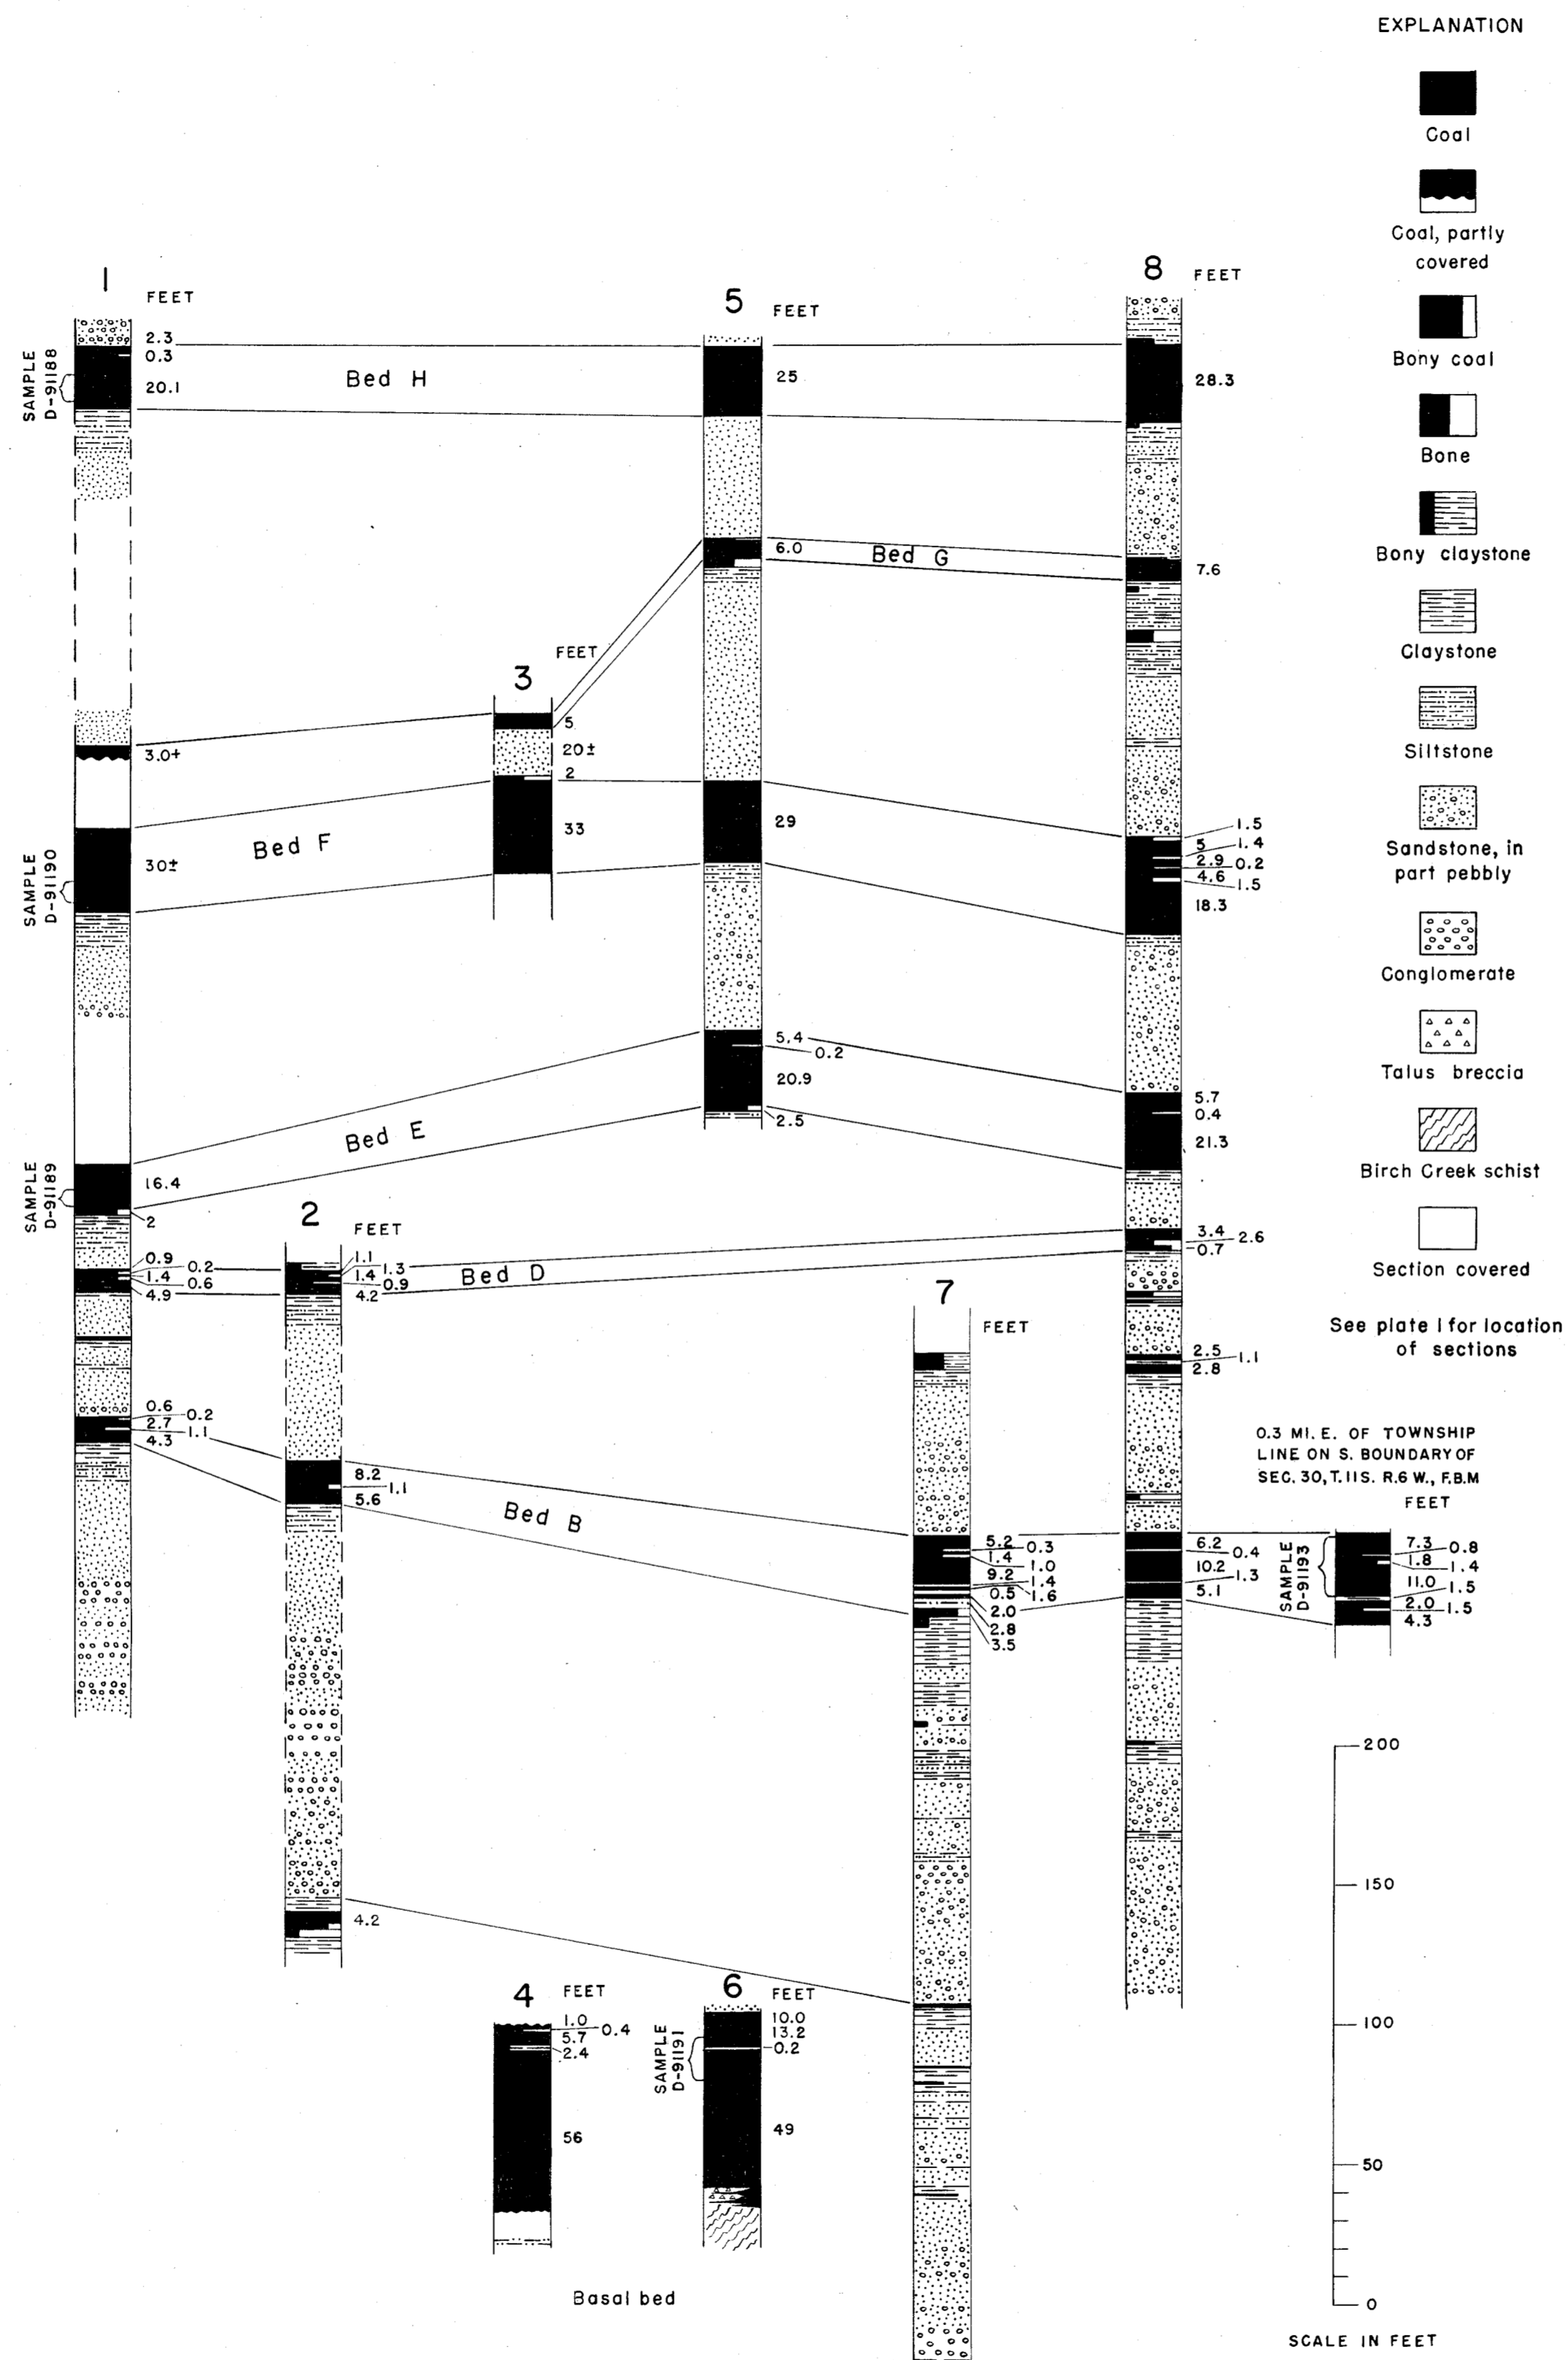 EXPLANATION
Coal
Coal, partly
covered
Bony coal
Bone
Bony claystone
Claystone
Siltstone
Sandstone, in
part pebbly
Conglomerate
Talus breccia
Birch Creek schist
Section covered
See plate 1 for location
of sections
1
FEET
2.3
0.3
20.1
SAMPLE
D-91188
3.0+
30±
SAMPLE
D-91190
16.4
2
SAMPLE
D-91189
0.9
0.2
1.4
0.6
4.9
0.6
0.2
2.7
1.1
4.3
Bed H
Bed F
Bed E
2
FEET
1.1
1.3
1.4
0.9
4.2
8.2
1.1
5.6
4.2
Bed D
Bed B
3
FEET
5
20±
2
33
5
FEET
25
6.0
29
5.4
0.2
20.9
2.5
Bed G
8
FEET
28.3
7.6
1.5
5
1.4
2.9
0.2
4.6
1.5
18.3
5.7
0.4
21.3
3.4
2.6
0.7
2.5
1.1
2.8
6.2
0.4
10.2
1.3
5.1
7
FEET
5.2
0.3
1.4
1.0
9.2
1.4
0.5
1.6
2.0
2.8
3.5
0.3 MI. E. OF TOWNSHIP
LINE ON S. BOUNDARY OF
SEC. 30, T. 11 S. R. 6 W., F.B.M
FEET
SAMPLE
D-91193
7.3
0.8
1.8
1.4
11.0
1.5
2.0
1.5
4.3
4
FEET
1.0
0.4
5.7
2.4
56
6
FEET
10.0
13.2
0.2
49
SAMPLE
D-91191
Basal bed
200
150
100
50
0
SCALE IN FEET